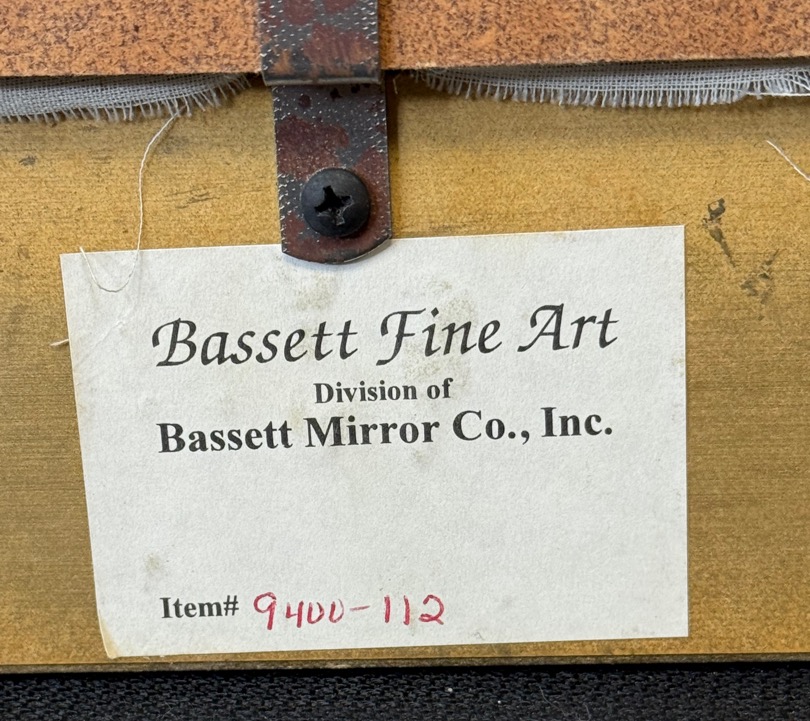 Bassett Fine Art
Division of
Bassett Mirror Co., Inc.
Item# 9400-112